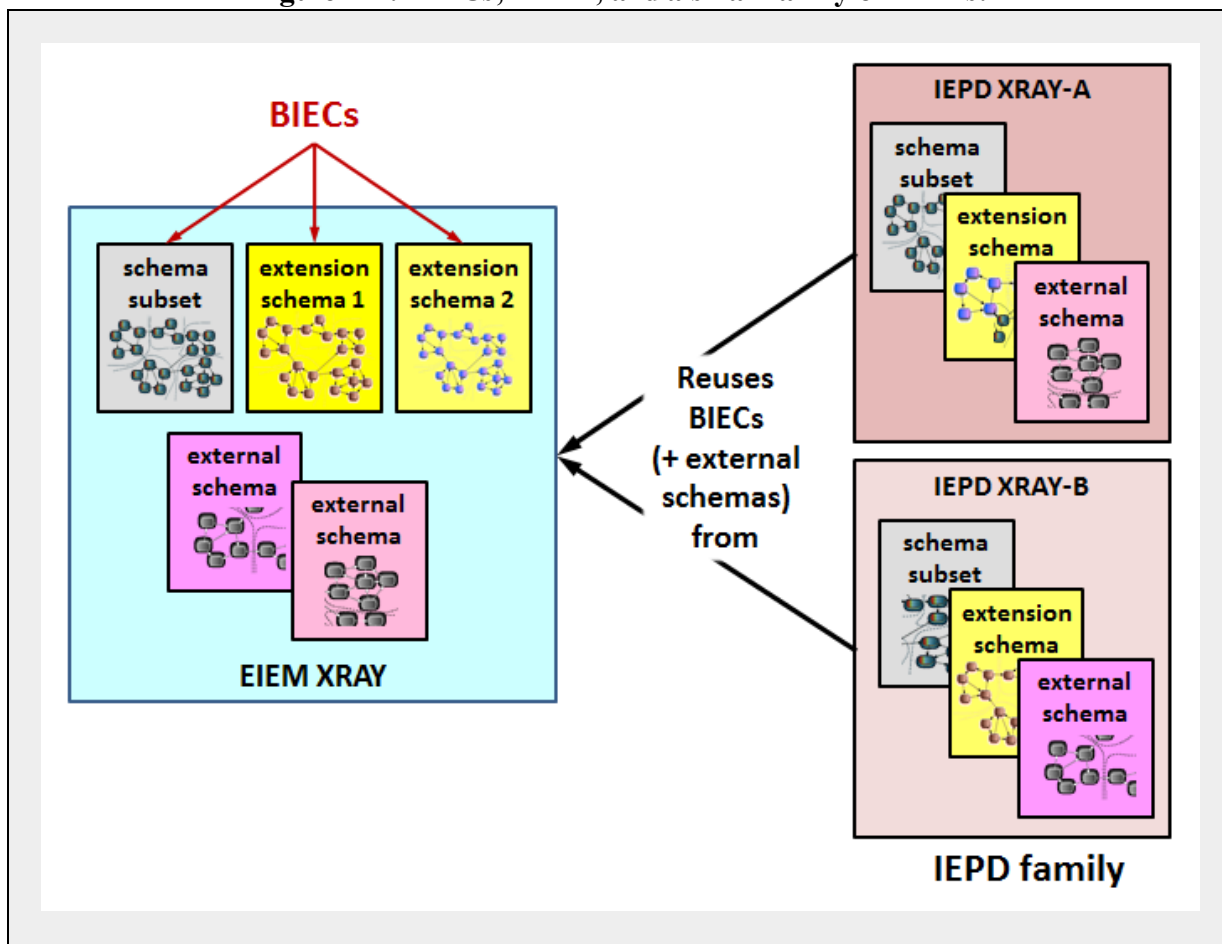 BIECs
schema
subset
extension
schema 1
extension
schema 2
external
schema
external
schema
EIEM XRAY
Reuses
BIECs
(+ external
schemas)
from
IEPD XRAY-A
schema
subset
extension
schema
external
schema
IEPD XRAY-B
schema
subset
extension
schema
external
schema
IEPD family